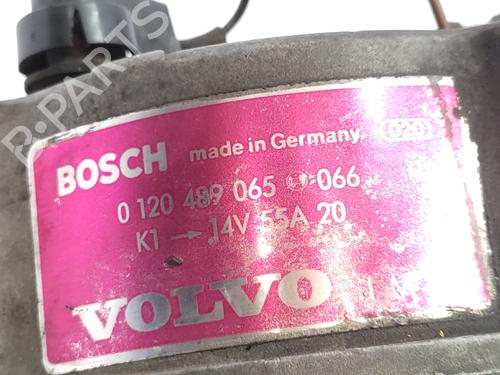 B-PARTS
BOSCH made in Germany 020
0 120 489 065 066
K1 → 14V 55A 20
VOLVO